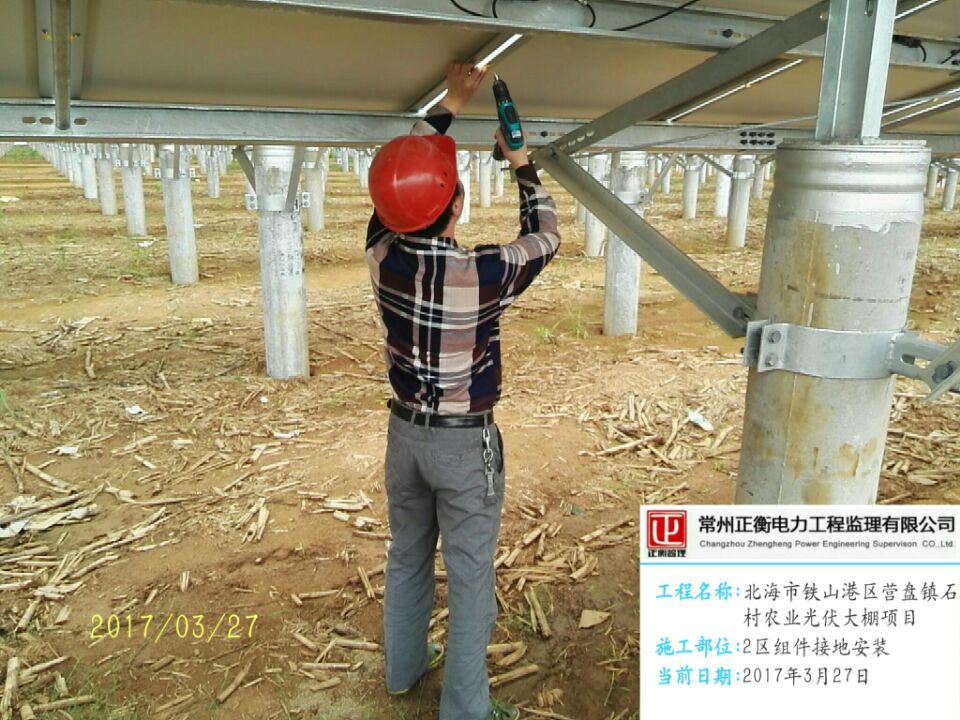 2017/03/27
常州正衡电力工程监理有限公司
Changzhou Zhengheng Power Engineering Supervison CO.,Ltd.
正衡监理
工程名称:北海市铁山港区营盘镇石
村农业光伏大棚项目
施工部位:2区组件接地安装
当前日期:2017年3月27日